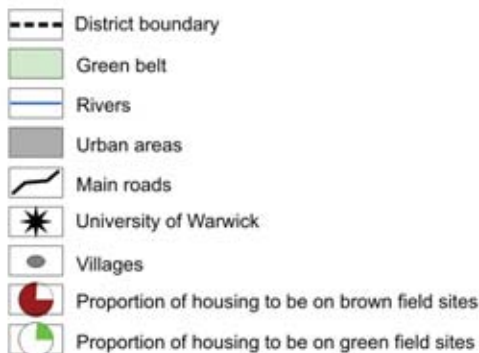 District boundary
Green belt
Rivers
Urban areas
Main roads
University of Warwick
Villages
Proportion of housing to be on brown field sites
Proportion of housing to be on green field sites